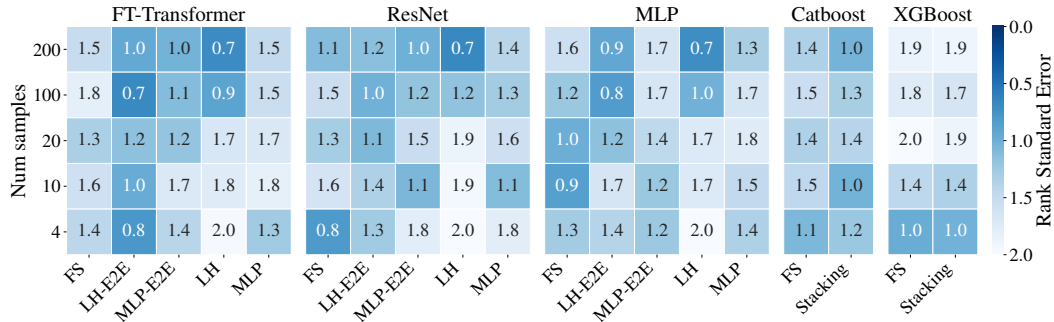 FT-Transformer ResNet MLP Catboost XGBoost
200 1.5 1.0 1.0 0.7 1.5 1.1 1.2 1.0 0.7 1.4 1.6 0.9 1.7 0.7 1.3 1.4 1.0 1.9 1.9
100 1.8 0.7 1.1 0.9 1.5 1.5 1.0 1.2 1.2 1.3 1.2 0.8 1.7 1.0 1.7 1.5 1.3 1.8 1.7
20 1.3 1.2 1.2 1.7 1.7 1.3 1.1 1.5 1.9 1.6 1.0 1.2 1.4 1.7 1.8 1.4 1.4 2.0 1.9
10 1.6 1.0 1.7 1.8 1.8 1.6 1.4 1.1 1.9 1.1 0.9 1.7 1.2 1.7 1.5 1.5 1.0 1.4 1.4
4 1.4 0.8 1.4 2.0 1.3 0.8 1.3 1.8 2.0 1.8 1.3 1.4 1.2 2.0 1.4 1.1 1.2 1.0 1.0
FS LH-E2E MLP-E2E LH MLP FS LH-E2E MLP-E2E LH MLP FS LH-E2E MLP-E2E LH MLP FS Stacking FS Stacking
Num samples
0.0
0.5
1.0
1.5
2.0
Rank Standard Error